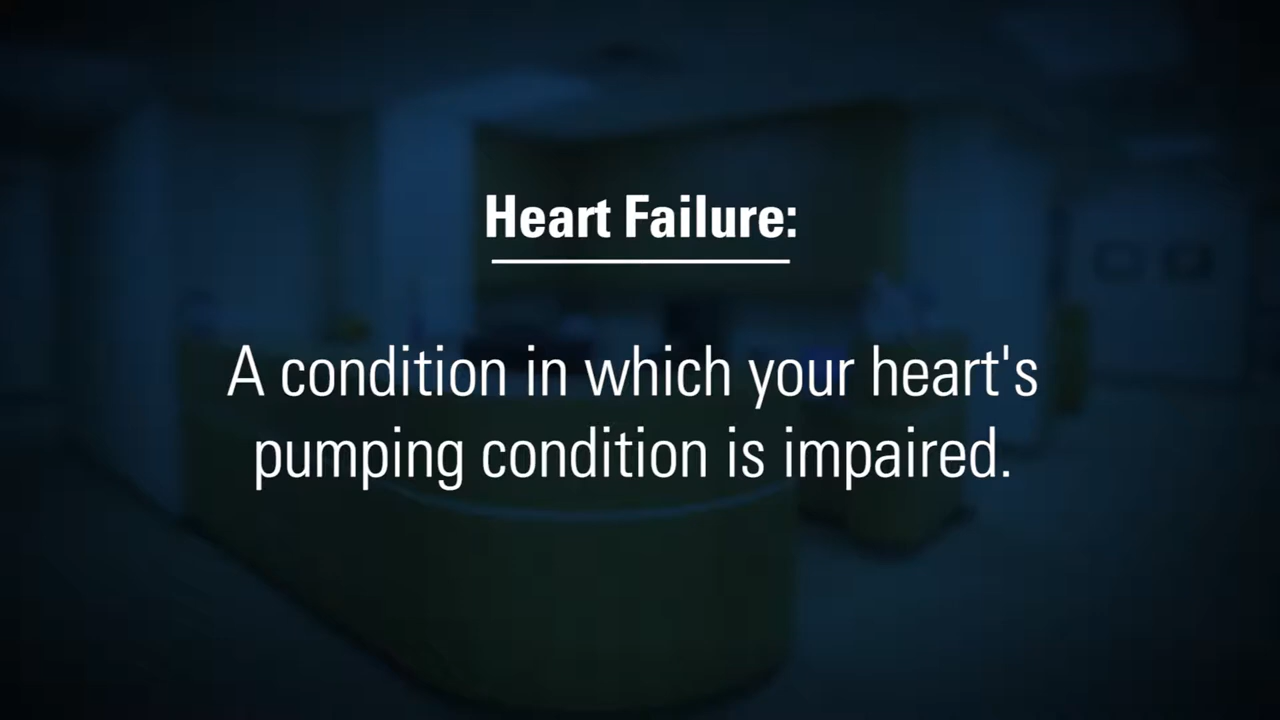 Heart Failure:
A condition in which your heart's
pumping condition is impaired.